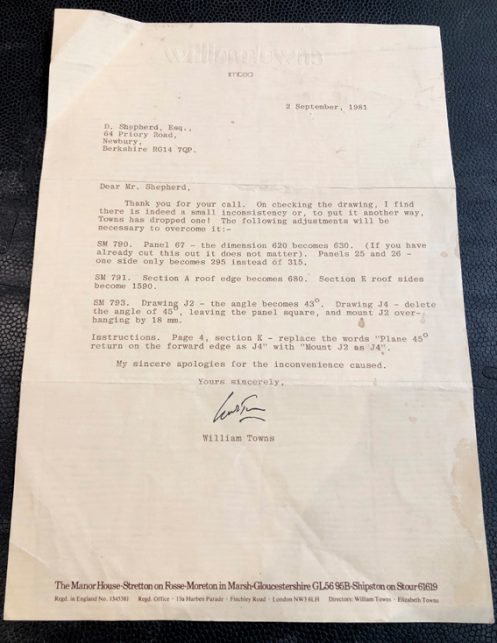 limited
2 September, 1981
D. Shepherd, Esq.,
64 Priory Road,
Newbury,
Berkshire RG14 7QP.
Dear Mr. Shepherd,
Thank you for your call. On checking the drawing, I find
there is indeed a small inconsistency or, to put it another way,
Towns has dropped one! The following adjustments will be
necessary to overcome it:-
SM 790. Panel 67 - the dimension 620 becomes 630. (If you have
already cut this out it does not matter). Panels 25 and 26 -
one side only becomes 295 instead of 315.
SM 791. Section A roof edge becomes 680. Section E roof sides
become 1590.
SM 793. Drawing J2 - the angle becomes 43°. Drawing J4 - delete
the angle of 45°, leaving the panel square, and mount J2 over-
hanging by 18 mm.
Instructions. Page 4, section K - replace the words "Plane 45°
return on the forward edge as J4" with "Mount J2 as J4".
My sincere apologies for the inconvenience caused.
Yours sincerely,
William Towns
The Manor House-Stretton on Fosse-Moreton in Marsh-Gloucestershire GL56 9SB-Shipston on Stour 61619
Regd. in England No. 1345381 Regd. Office - 13a Harben Parade - Finchley Road - London NW3 6LH Directors: William Towns - Elizabeth Towns